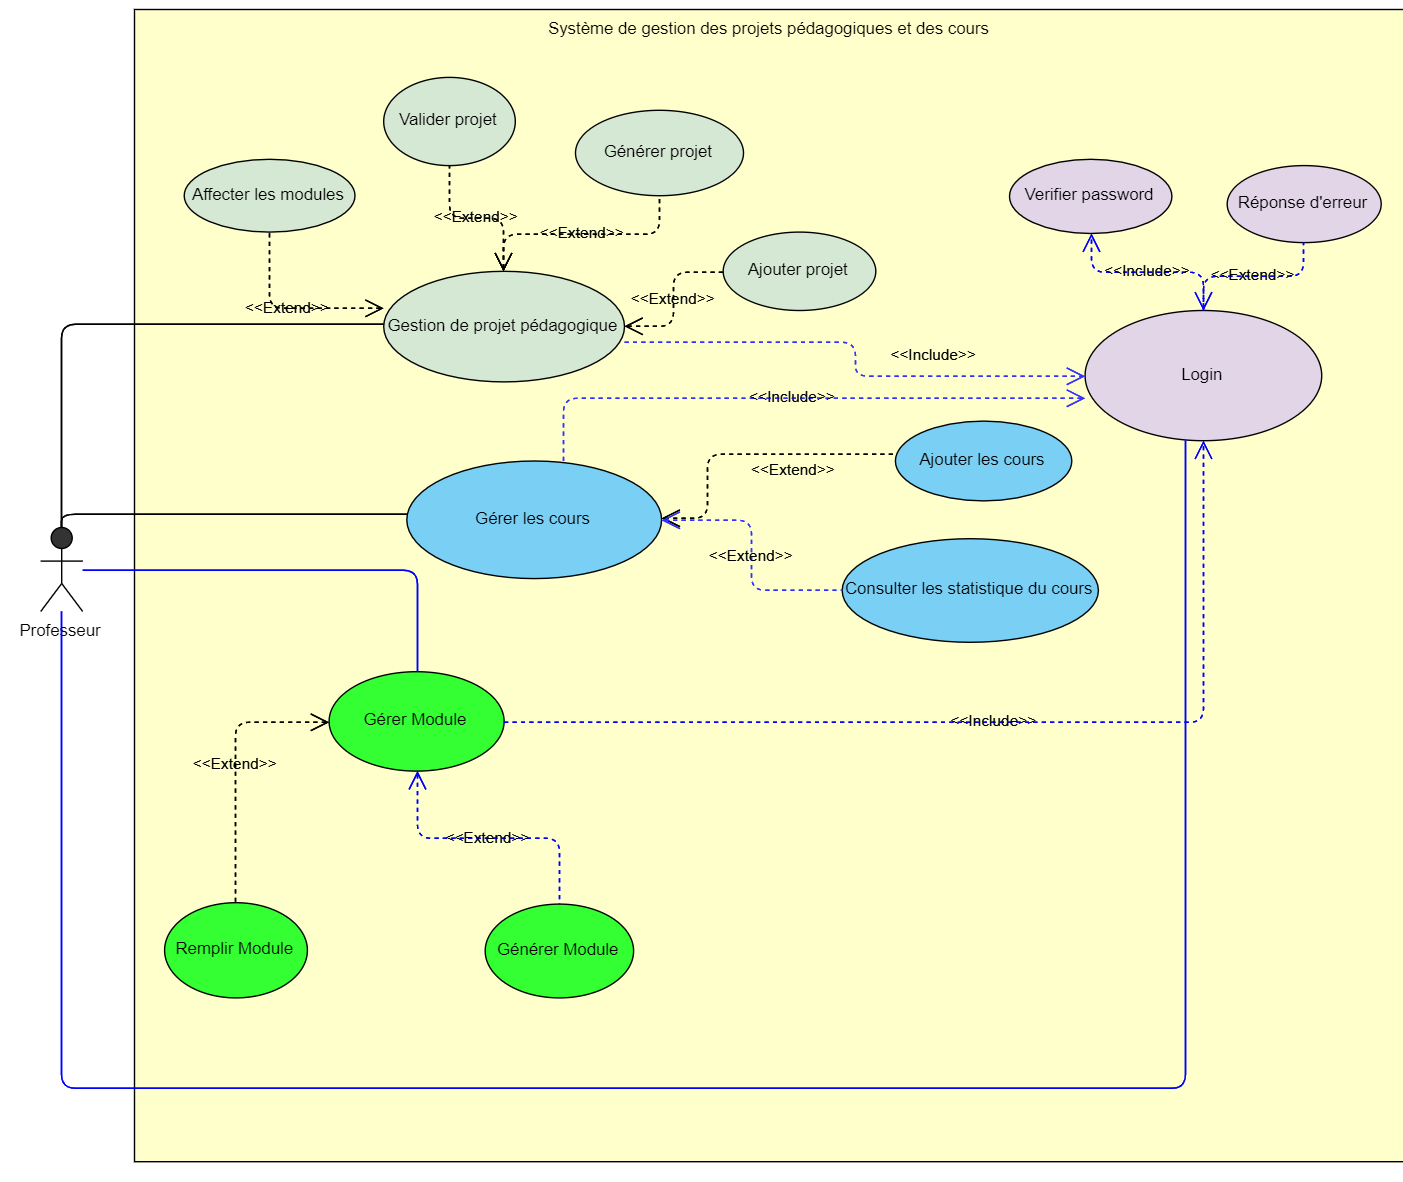 Système de gestion des projets pédagogiques et des cours
Valider projet
Générer projet
Affecter les modules
Verifier password
Réponse d'erreur
<<Extend>>
<<Extend>>
Ajouter projet
<<Include>>
<<Extend>>
<<Extend>>
<<Extend>>
Gestion de projet pédagogique
<<Include>>
Login
<<Include>>
Ajouter les cours
<<Extend>>
Gérer les cours
<<Extend>>
Consulter les statistique du cours
Professeur
Gérer Module
<<Include>>
<<Extend>>
<<Extend>>
Remplir Module
Générer Module